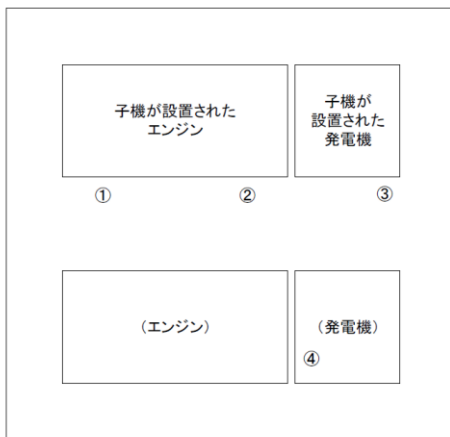 子機が設置された
エンジン
子機が
設置された
発電機
①
②
③
（エンジン）
（発電機）
④